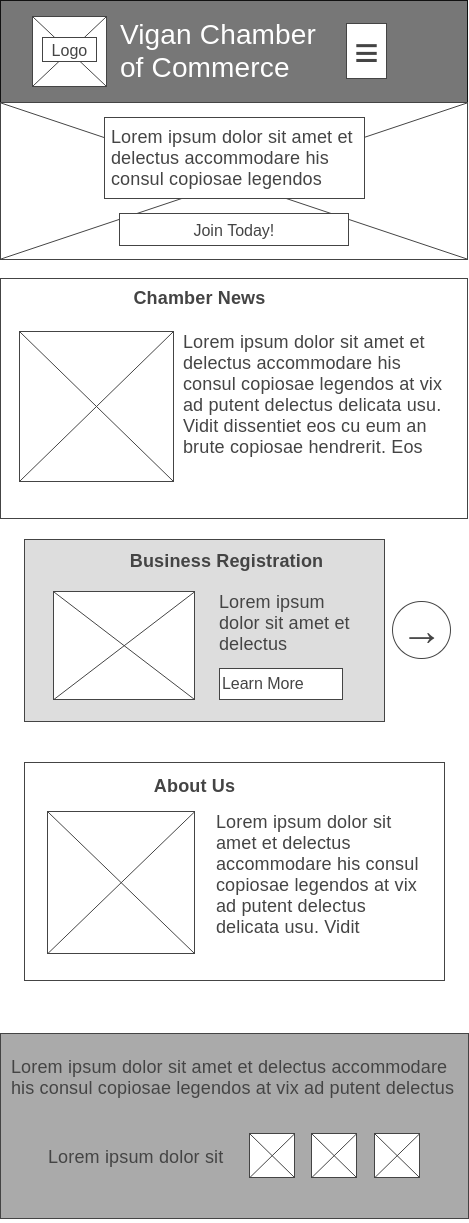 Logo
Vigan Chamber
of Commerce
Lorem ipsum dolor sit amet et
delectus accommodare his
consul copiosae legendos
Join Today!
Chamber News
Lorem ipsum dolor sit amet et
delectus accommodare his
consul copiosae legendos at vix
ad putent delectus delicata usu.
Vidit dissentiet eos cu eum an
brute copiosae hendrerit. Eos
Business Registration
Lorem ipsum
dolor sit amet et
delectus
Learn More
→
About Us
Lorem ipsum dolor sit
amet et delectus
accommodare his consul
copiosae legendos at vix
ad putent delectus
delicata usu. Vidit
Lorem ipsum dolor sit amet et delectus accommodare
his consul copiosae legendos at vix ad putent delectus
Lorem ipsum dolor sit